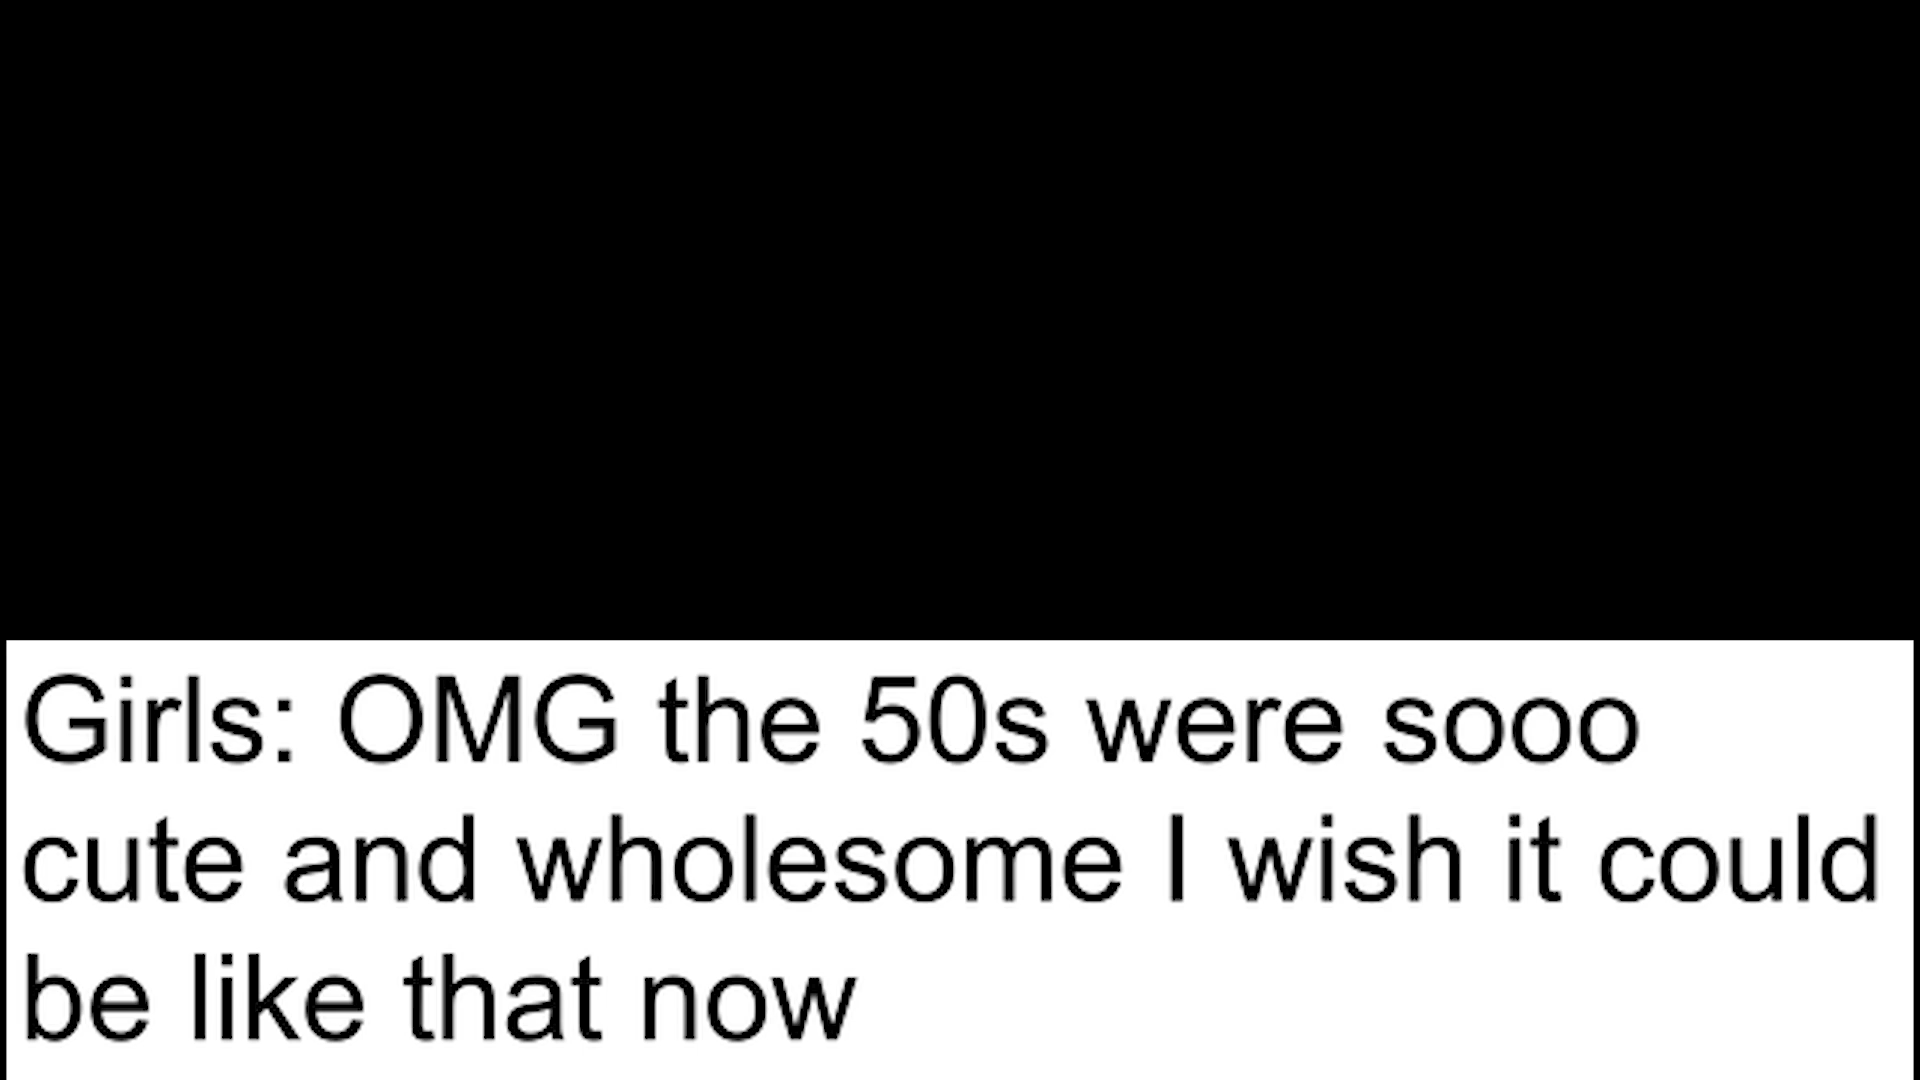 Girls: OMG the 50s were sooo
cute and wholesome I wish it could
be like that now